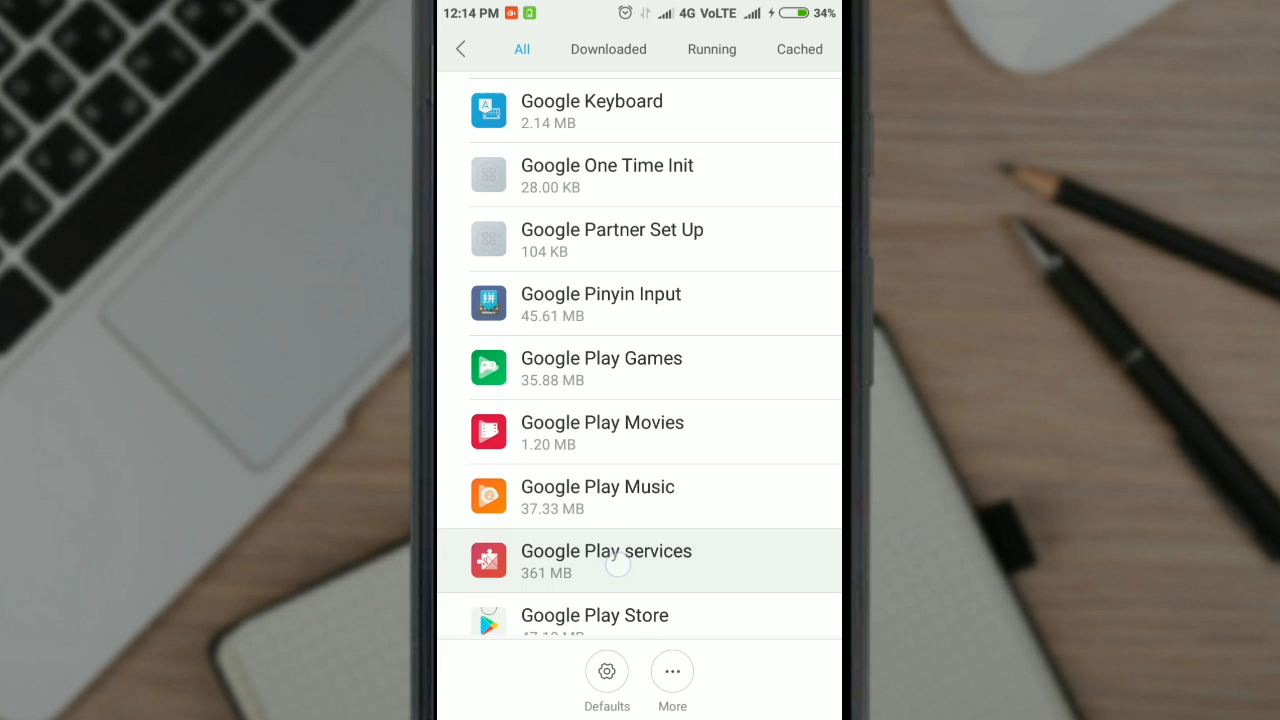 12:14 PM 4G VoLTE 34%
All Downloaded Running Cached
Google Keyboard
2.14 MB
Google One Time Init
28.00 KB
Google Partner Set Up
104 KB
Google Pinyin Input
45.61 MB
Google Play Games
35.88 MB
Google Play Movies
1.20 MB
Google Play Music
37.33 MB
Google Play services
361 MB
Google Play Store
Defaults More